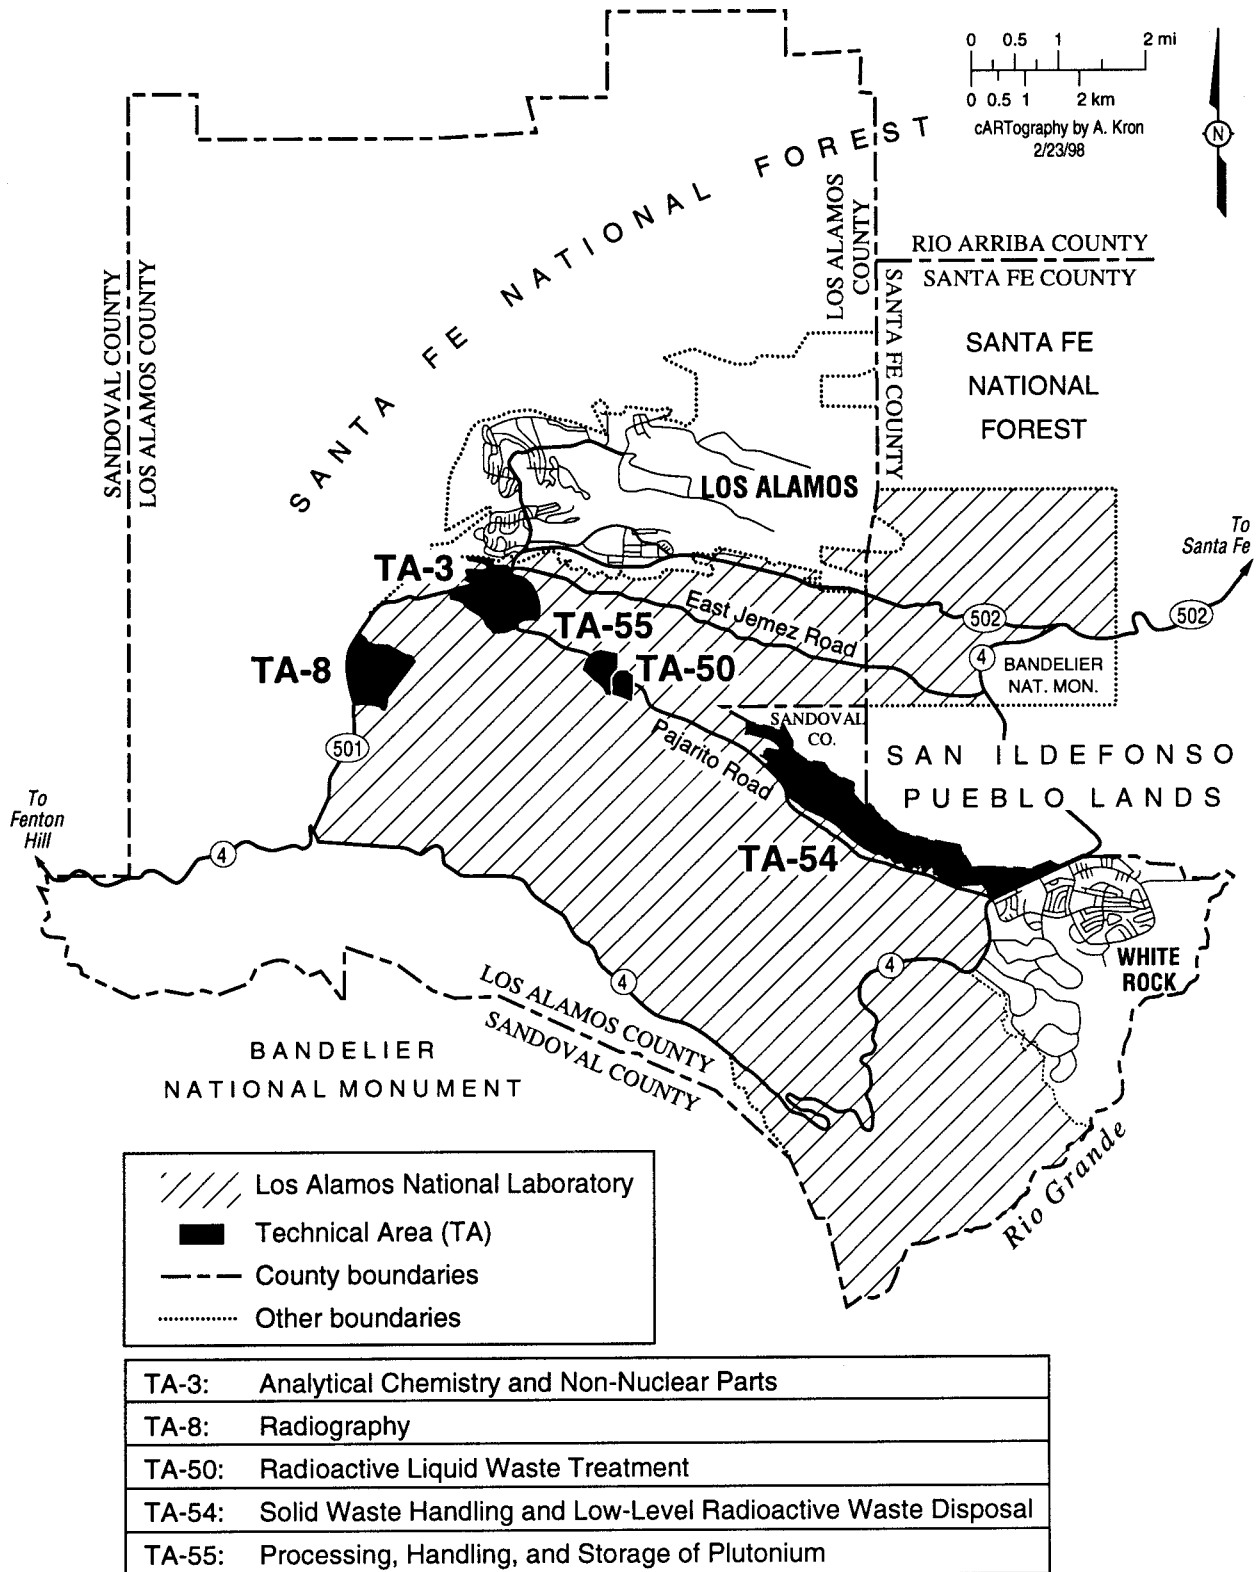 0 0.5 1 2 mi
0 0.5 1 2 km
cARTography by A. Kron
2/23/98
N
SANTA FE NATIONAL FOREST
LOS ALAMOS
COUNTY
RIO ARRIBA COUNTY
SANTA FE COUNTY
SANTA FE COUNTY
SANDOVAL COUNTY
LOS ALAMOS COUNTY
SANTA FE
NATIONAL
FOREST
LOS ALAMOS
To
Santa Fe
TA-3
East Jemez Road
502
502
TA-55
TA-8
TA-50
4
BANDELIER
NAT. MON.
SANDOVAL
CO.
501
Pajarito Road
SAN ILDEFONSO
PUEBLO LANDS
To
Fenton
Hill
4
TA-54
WHITE
ROCK
4
4
LOS ALAMOS COUNTY
SANDOVAL COUNTY
BANDELIER
NATIONAL MONUMENT
Rio Grande
Los Alamos National Laboratory
Technical Area (TA)
County boundaries
Other boundaries
TA-3: Analytical Chemistry and Non-Nuclear Parts
TA-8: Radiography
TA-50: Radioactive Liquid Waste Treatment
TA-54: Solid Waste Handling and Low-Level Radioactive Waste Disposal
TA-55: Processing, Handling, and Storage of Plutonium